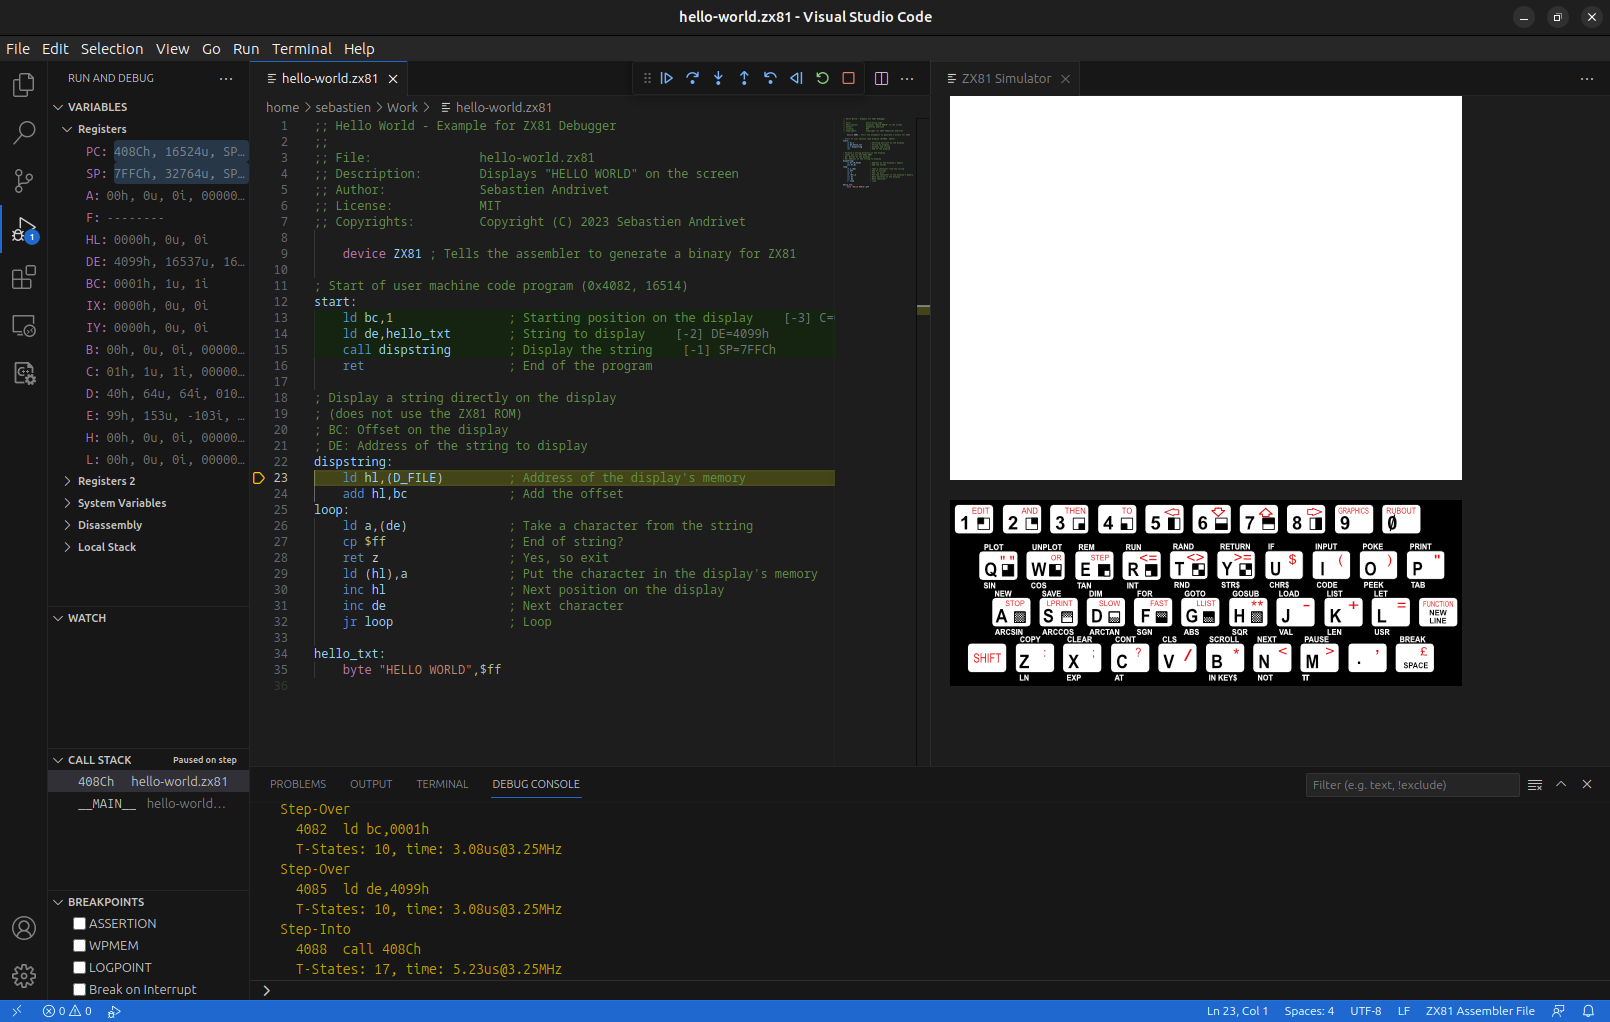 hello-world.zx81 - Visual Studio Code
File Edit Selection View Go Run Terminal Help
RUN AND DEBUG ...
VARIABLES
Registers
PC: 408Ch, 16524u, SP…
SP: 7FFCh, 32764u, SP…
A: 00h, 0u, 0i, 00000…
F: --------
HL: 0000h, 0u, 0i
DE: 4099h, 16537u, 16…
BC: 0001h, 1u, 1i
IX: 0000h, 0u, 0i
IY: 0000h, 0u, 0i
B: 00h, 0u, 0i, 00000…
C: 01h, 1u, 1i, 00000…
D: 40h, 64u, 64i, 010…
E: 99h, 153u, -103i, …
H: 00h, 0u, 0i, 00000…
L: 00h, 0u, 0i, 00000…
Registers 2
System Variables
Disassembly
Local Stack
WATCH
CALL STACK Paused on step
408Ch hello-world.zx81
__MAIN__ hello-world…
BREAKPOINTS
ASSERTION
WPMEM
LOGPOINT
Break on Interrupt
hello-world.zx81
home > sebastien > Work > hello-world.zx81
1 ;; Hello World - Example for ZX81 Debugger
2 ;;
3 ;; File: hello-world.zx81
4 ;; Description: Displays "HELLO WORLD" on the screen
5 ;; Author: Sebastien Andrivet
6 ;; License: MIT
7 ;; Copyrights: Copyright (C) 2023 Sebastien Andrivet
8
9 device ZX81 ; Tells the assembler to generate a binary for ZX81
10
11 ; Start of user machine code program (0x4082, 16514)
12 start:
13 ld bc,1 ; Starting position on the display [-3] C=
14 ld de,hello_txt ; String to display [-2] DE=4099h
15 call dispstring ; Display the string [-1] SP=7FFCh
16 ret ; End of the program
17
18 ; Display a string directly on the display
19 ; (does not use the ZX81 ROM)
20 ; BC: Offset on the display
21 ; DE: Address of the string to display
22 dispstring:
23 ld hl,(D_FILE) ; Address of the display's memory
24 add hl,bc ; Add the offset
25 loop:
26 ld a,(de) ; Take a character from the string
27 cp $ff ; End of string?
28 ret z ; Yes, so exit
29 ld (hl),a ; Put the character in the display's memory
30 inc hl ; Next position on the display
31 inc de ; Next character
32 jr loop ; Loop
33
34 hello_txt:
35 byte "HELLO WORLD",$ff
36
ZX81 Simulator
EDIT AND THEN TO GRAPHICS RUBOUT
1 2 3 4 5 6 7 8 9 0
PLOT UNPLOT REM RUN RAND RETURN IF INPUT POKE PRINT
"" OR STEP <= <> >= $ ( ) "
Q W E R T Y U I O P
SIN COS TAN INT RND STR$ CHR$ CODE PEEK TAB
NEW SAVE DIM FOR GOTO GOSUB LOAD LIST LET
STOP LPRINT SLOW FAST LLIST ** - + = FUNCTION
A S D F G H J K L NEW LINE
ARCSIN ARCCOS ARCTAN SGN ABS SQR VAL LEN USR
COPY CLEAR CONT CLS SCROLL NEXT PAUSE BREAK
: ; ? / * < > , £
SHIFT Z X C V B N M . SPACE
LN EXP AT IN KEY$ NOT π
PROBLEMS OUTPUT TERMINAL DEBUG CONSOLE
Filter (e.g. text, !exclude)
Step-Over
4082 ld bc,0001h
T-States: 10, time: 3.08us@3.25MHz
Step-Over
4085 ld de,4099h
T-States: 10, time: 3.08us@3.25MHz
Step-Into
4088 call 408Ch
T-States: 17, time: 5.23us@3.25MHz
>
0 0 Ln 23, Col 1 Spaces: 4 UTF-8 LF ZX81 Assembler File